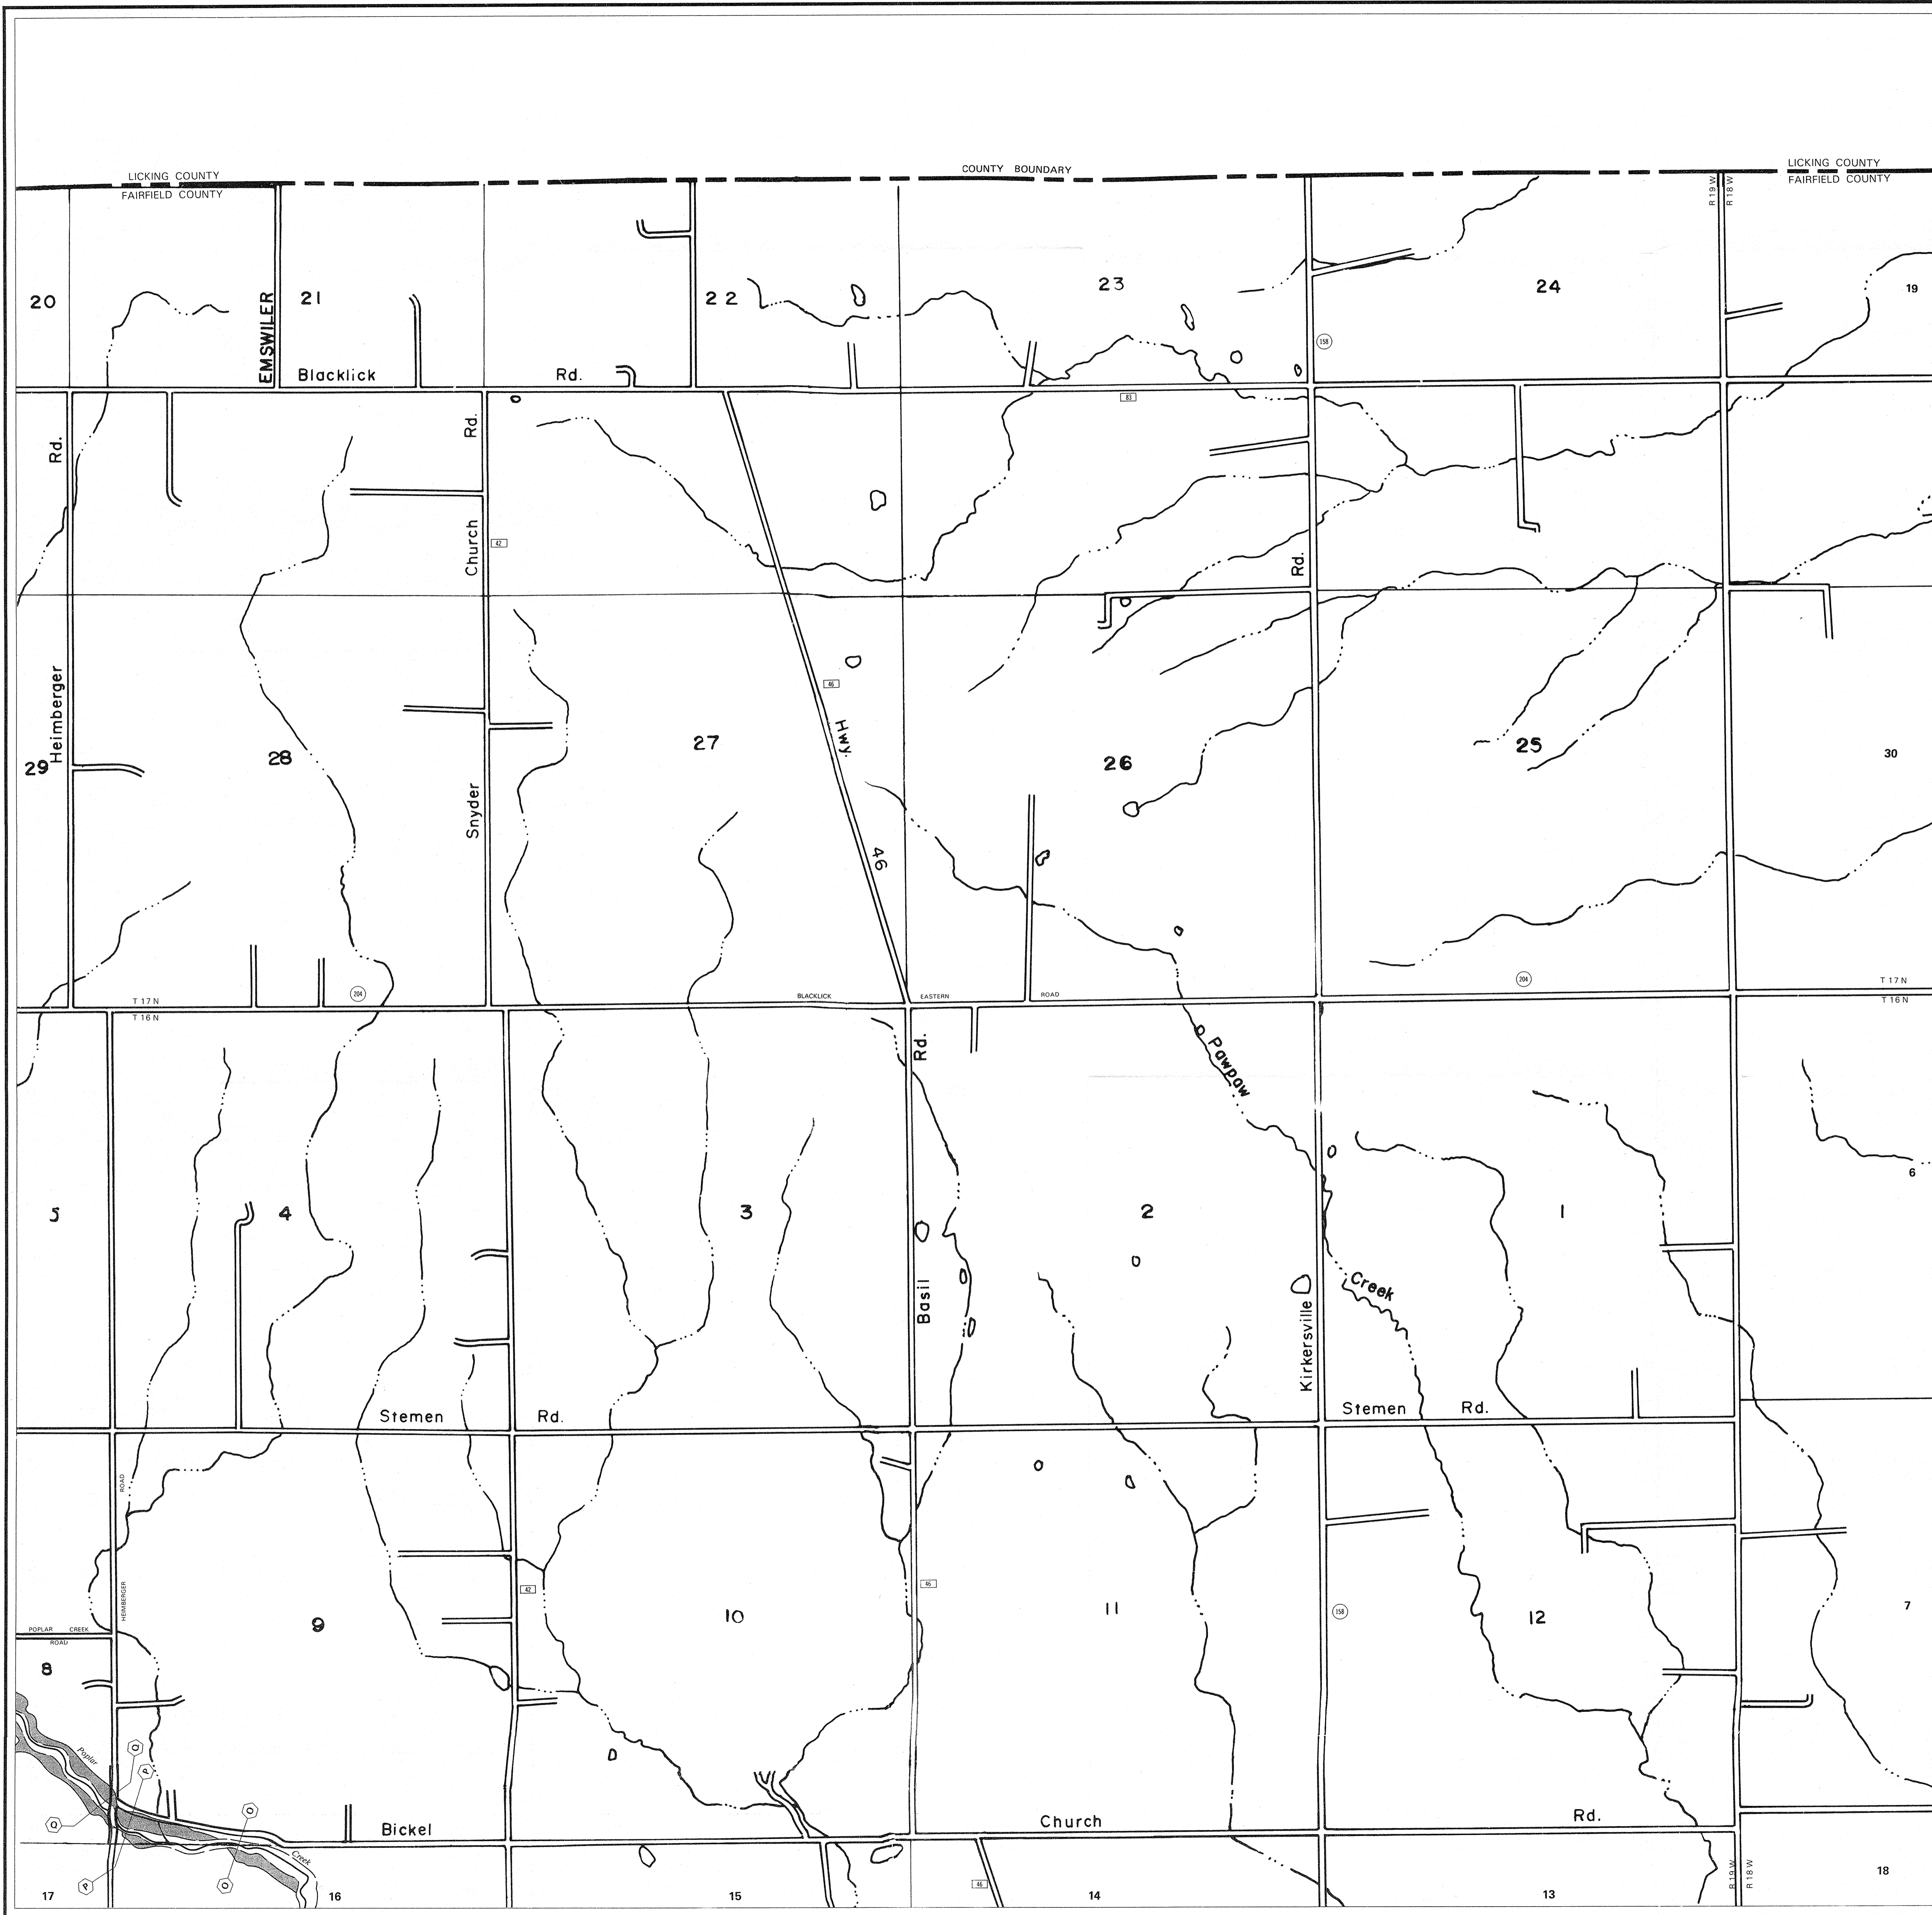 LICKING COUNTY
FAIRFIELD COUNTY
COUNTY BOUNDARY
LICKING COUNTY
FAIRFIELD COUNTY
R 19 W
R 18 W
20
EMSWILER
21
22
23
24
19
158
Blacklick Rd.
83
Rd.
Rd.
Church
42
Rd.
Heimberger
29
28
Snyder
27
46
Hwy.
46
26
25
30
204
204
T 17 N
T 16 N
BLACKLICK EASTERN ROAD
T 17 N
T 16 N
Rd.
Pawpaw
5
4
3
2
1
6
Basil
Creek
Kirkersville
Stemen Rd.
Stemen Rd.
ROAD
HEIMBERGER
42
46
158
9
10
11
12
7
POPLAR CREEK
ROAD
8
Poplar
Q
P
Q
O
Creek
P
O
Bickel Church Rd.
46
R 19 W
R 18 W
17
16
15
14
13
18